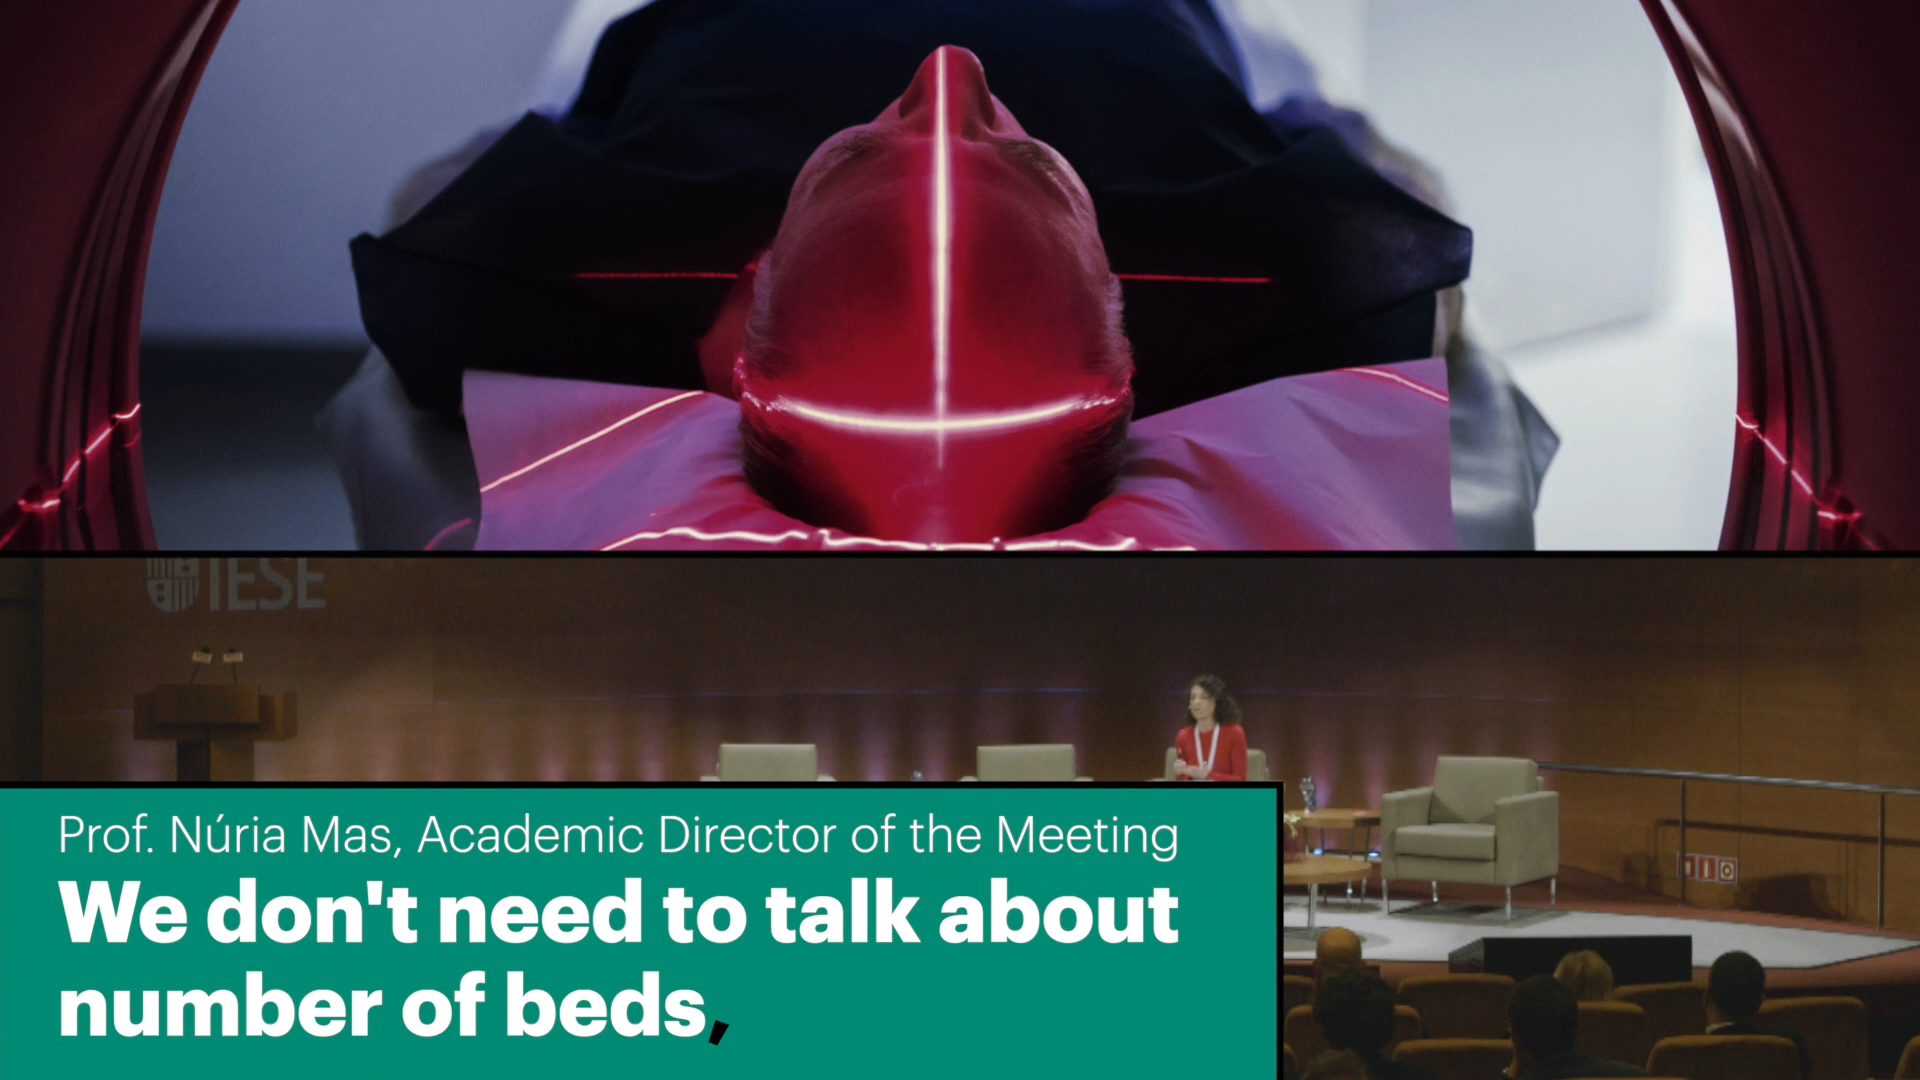 IESE
Prof. Núria Mas, Academic Director of the Meeting
We don't need to talk about
number of beds,